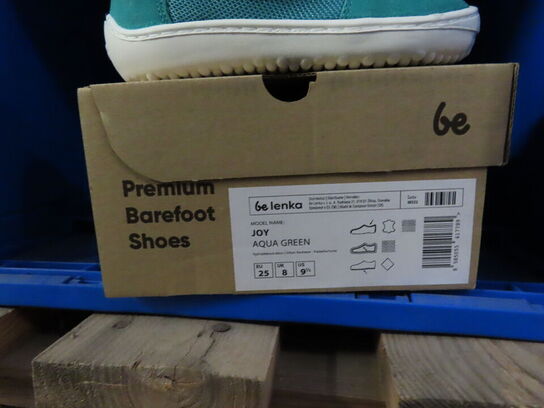 be
Premium
Barefoot
Shoes
be lenka
MODEL NAME:
JOY
AQUA GREEN
EU UK US
25 8 9½